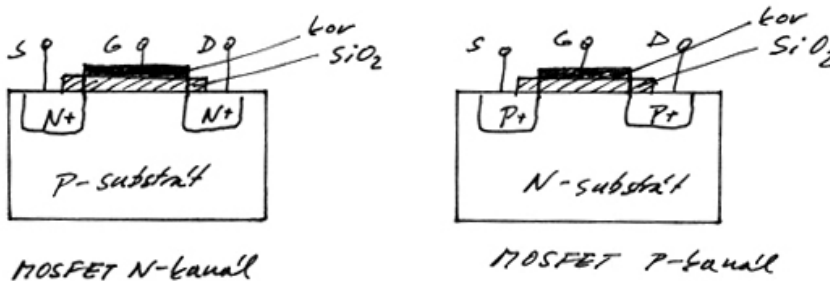 S G D kov
SiO2
N+ N+
P-substrát
MOSFET N-kanál
S G D kov
SiO2
P+ P+
N-substrát
MOSFET P-kanál